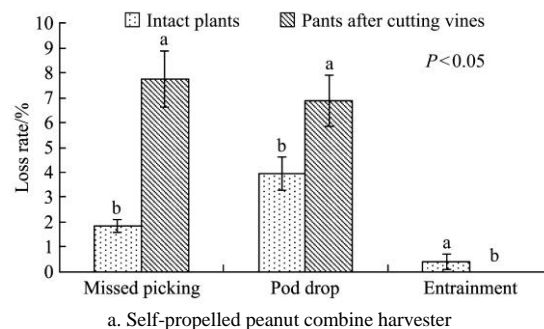 Intact plants Pants after cutting vines
P<0.05
Loss rate/%
10
9
8
7
6
5
4
3
2
1
0
b a b a a b
Missed picking Pod drop Entrainment
a. Self-propelled peanut combine harvester